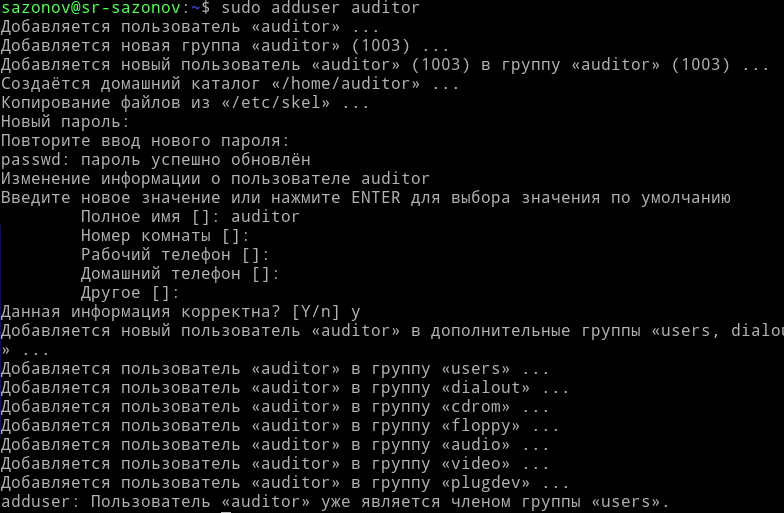 sazonov@sr-sazonov:~$ sudo adduser auditor
Добавляется пользователь «auditor» ...
Добавляется новая группа «auditor» (1003) ...
Добавляется новый пользователь «auditor» (1003) в группу «auditor» (1003) ...
Создаётся домашний каталог «/home/auditor» ...
Копирование файлов из «/etc/skel» ...
Новый пароль:
Повторите ввод нового пароля:
passwd: пароль успешно обновлён
Изменение информации о пользователе auditor
Введите новое значение или нажмите ENTER для выбора значения по умолчанию
Полное имя []: auditor
Номер комнаты []:
Рабочий телефон []:
Домашний телефон []:
Другое []:
Данная информация корректна? [Y/n] y
Добавляется новый пользователь «auditor» в дополнительные группы «users, dialou
» ...
Добавляется пользователь «auditor» в группу «users» ...
Добавляется пользователь «auditor» в группу «dialout» ...
Добавляется пользователь «auditor» в группу «cdrom» ...
Добавляется пользователь «auditor» в группу «floppy» ...
Добавляется пользователь «auditor» в группу «audio» ...
Добавляется пользователь «auditor» в группу «video» ...
Добавляется пользователь «auditor» в группу «plugdev» ...
adduser: Пользователь «auditor» уже является членом группы «users».